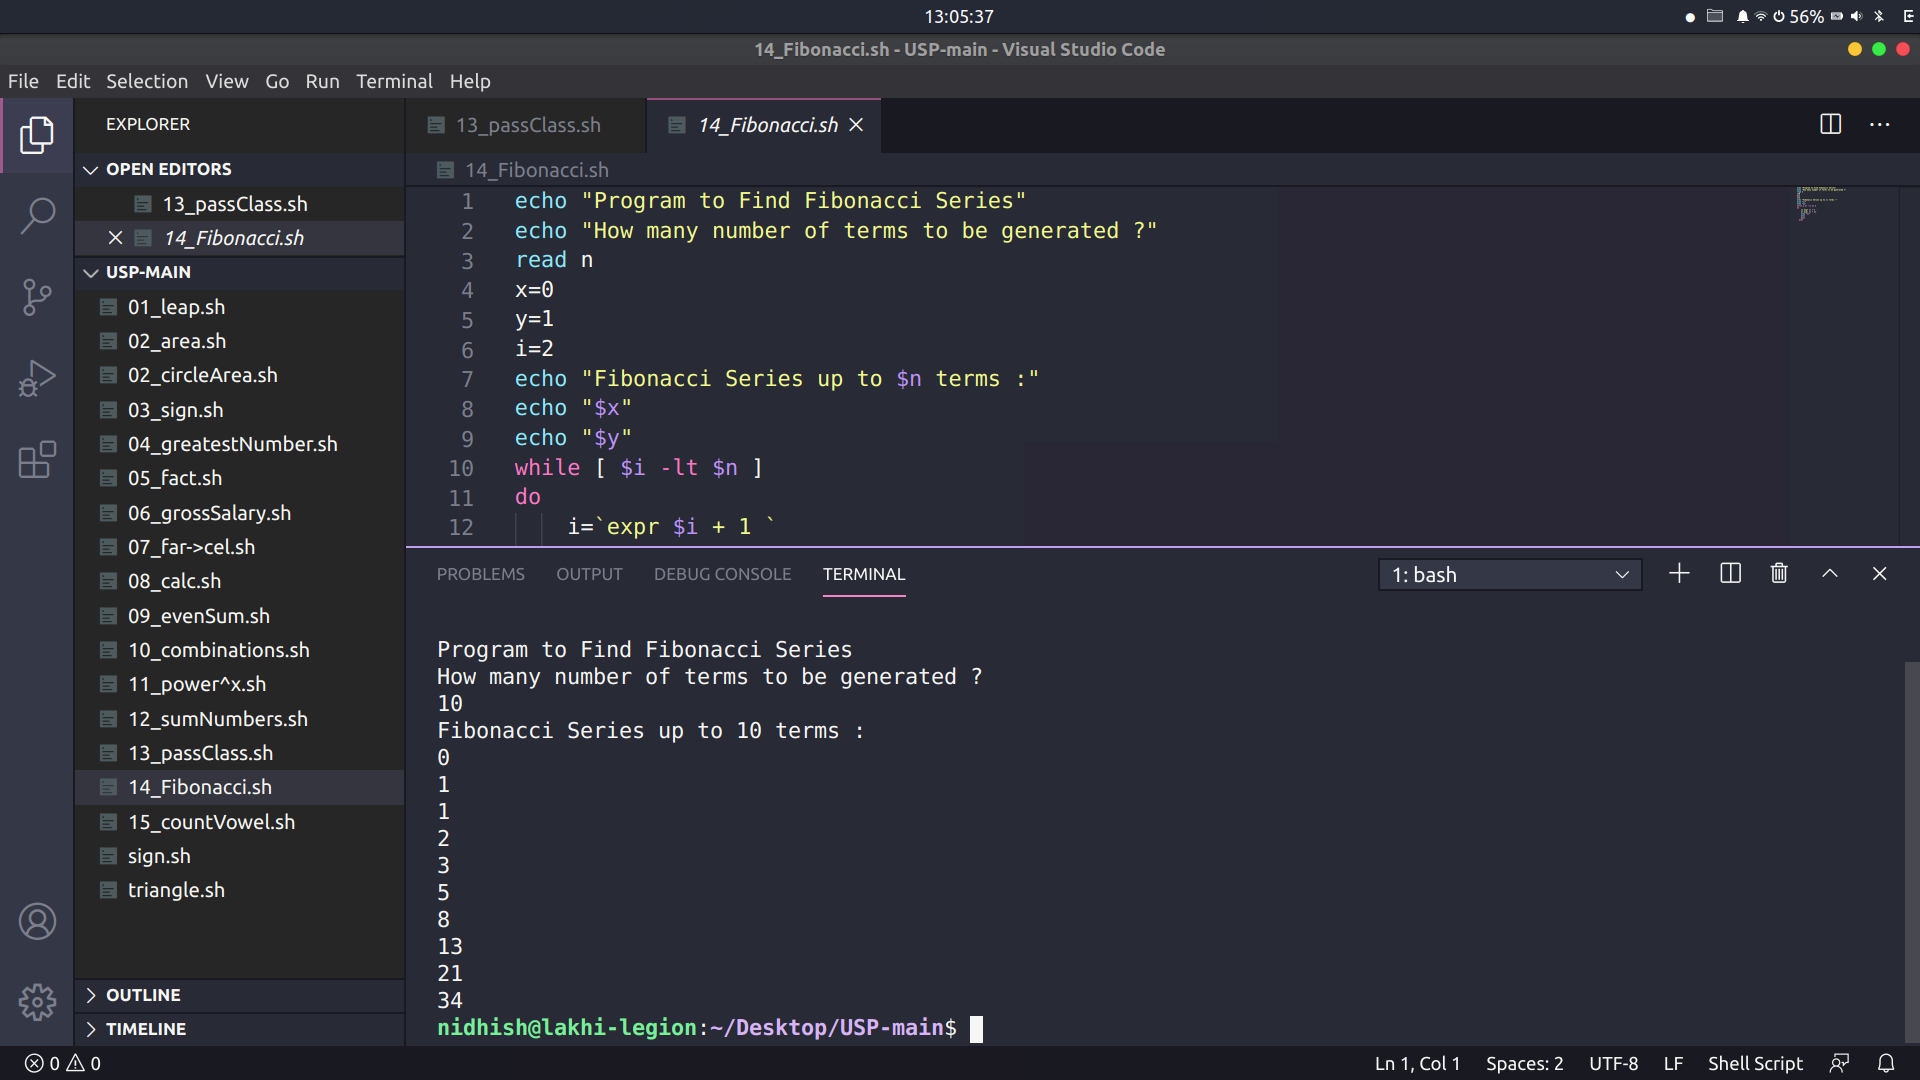 13:05:37
56%
14_Fibonacci.sh - USP-main - Visual Studio Code
File Edit Selection View Go Run Terminal Help
EXPLORER
OPEN EDITORS
13_passClass.sh
14_Fibonacci.sh
USP-MAIN
01_leap.sh
02_area.sh
02_circleArea.sh
03_sign.sh
04_greatestNumber.sh
05_fact.sh
06_grossSalary.sh
07_far->cel.sh
08_calc.sh
09_evenSum.sh
10_combinations.sh
11_power^x.sh
12_sumNumbers.sh
13_passClass.sh
14_Fibonacci.sh
15_countVowel.sh
sign.sh
triangle.sh
OUTLINE
TIMELINE
13_passClass.sh 14_Fibonacci.sh
14_Fibonacci.sh
1 echo "Program to Find Fibonacci Series"
2 echo "How many number of terms to be generated ?"
3 read n
4 x=0
5 y=1
6 i=2
7 echo "Fibonacci Series up to $n terms :"
8 echo "$x"
9 echo "$y"
10 while [ $i -lt $n ]
11 do
12 i=`expr $i + 1 `
PROBLEMS OUTPUT DEBUG CONSOLE TERMINAL 1: bash
Program to Find Fibonacci Series
How many number of terms to be generated ?
10
Fibonacci Series up to 10 terms :
0
1
1
2
3
5
8
13
21
34
nidhish@lakhi-legion:~/Desktop/USP-main$
0 0 Ln 1, Col 1 Spaces: 2 UTF-8 LF Shell Script